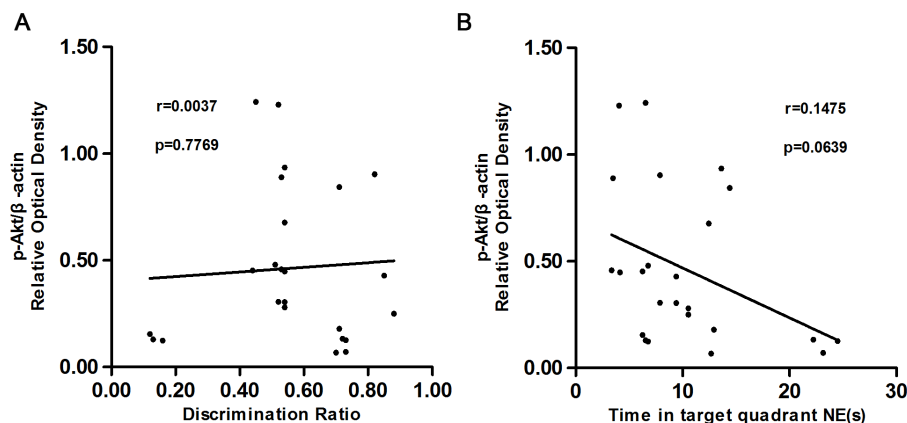 A
p-Akt/β -actin
Relative Optical Density
1.50
1.00
0.50
0.00
r=0.0037
p=0.7769
0.00 0.20 0.40 0.60 0.80 1.00
Discrimination Ratio
B
p-Akt/β -actin
Relative Optical Density
1.50
1.00
0.50
0.00
r=0.1475
p=0.0639
0 10 20 30
Time in target quadrant NE(s)